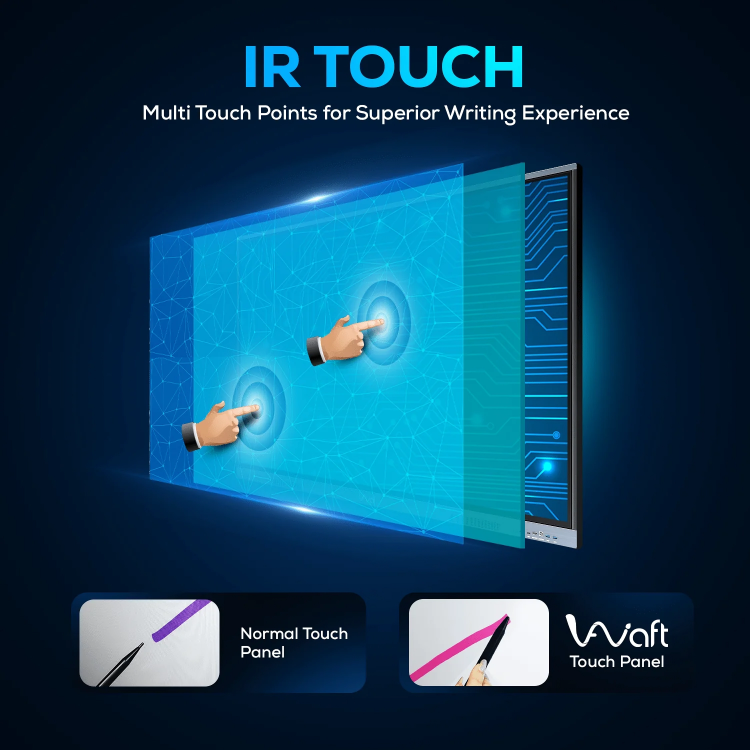 IR TOUCH
Multi Touch Points for Superior Writing Experience
Normal Touch
Panel
Waft
Touch Panel